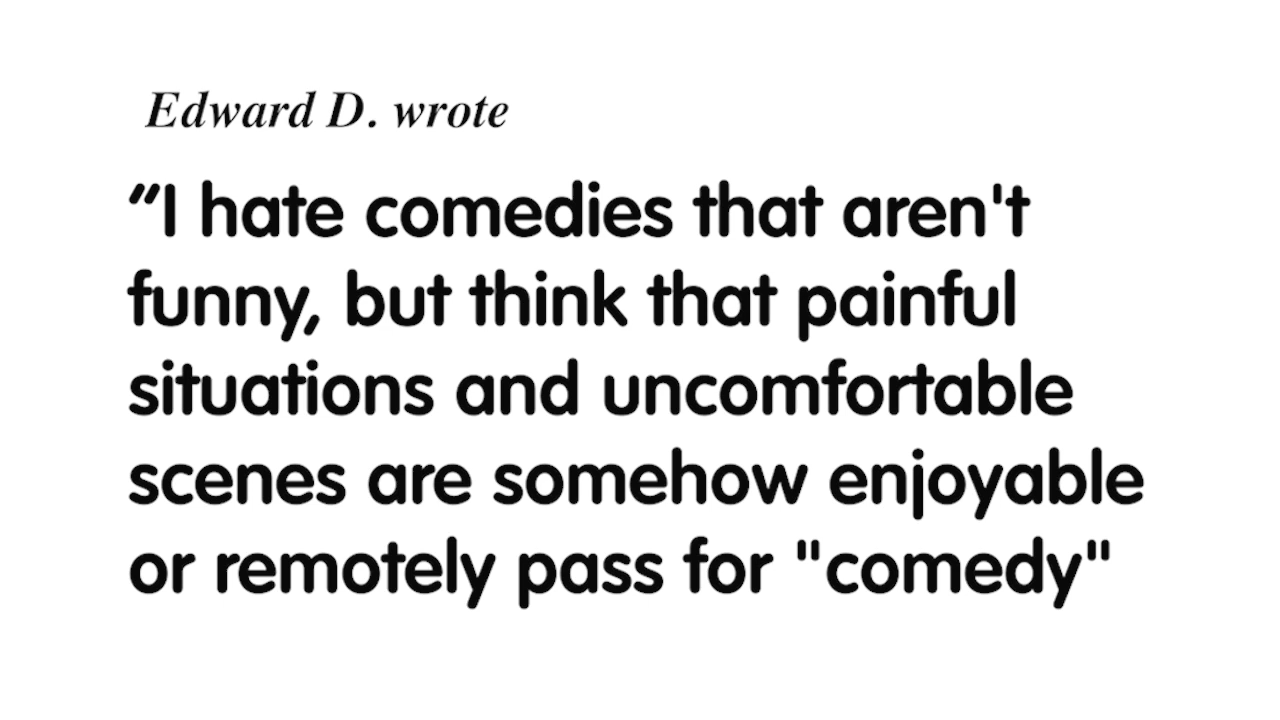 Edward D. wrote
“I hate comedies that aren't
funny, but think that painful
situations and uncomfortable
scenes are somehow enjoyable
or remotely pass for "comedy"